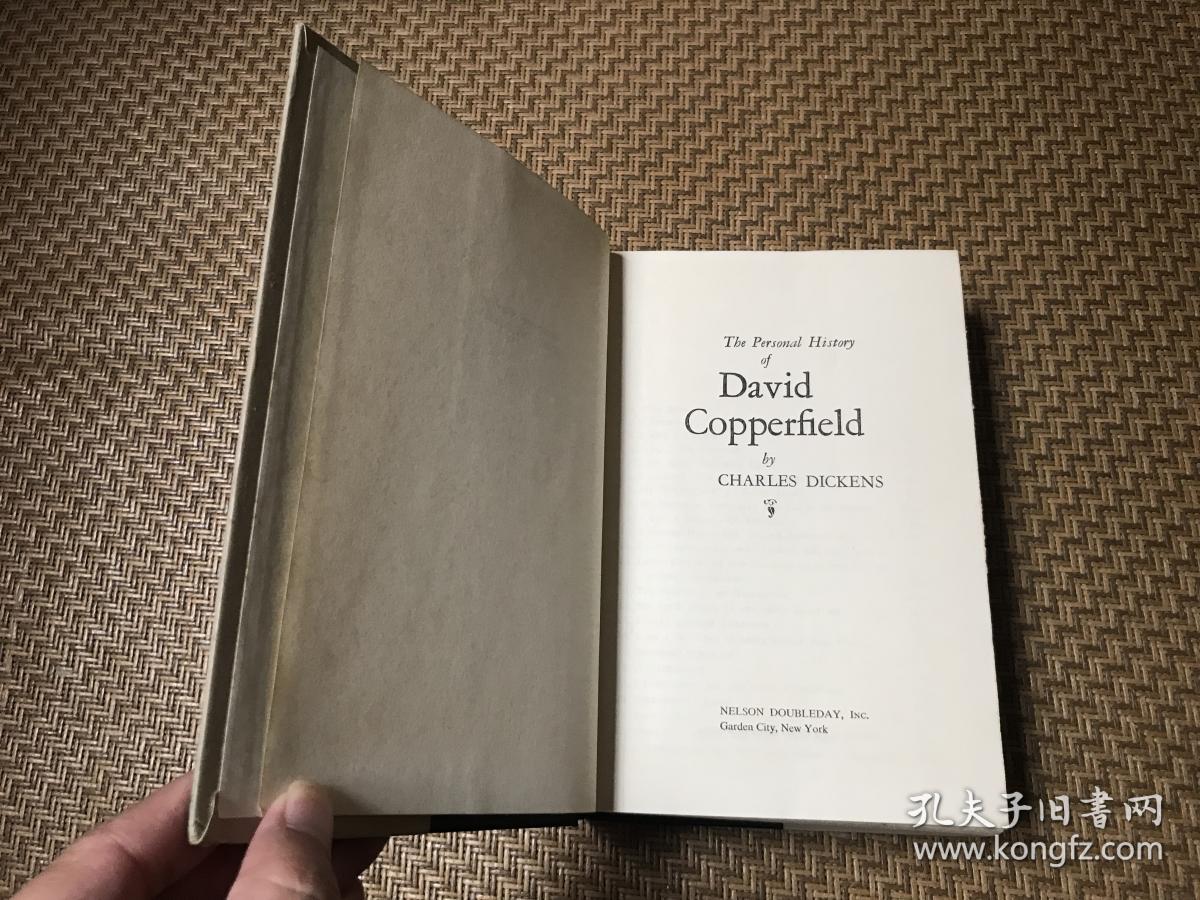 The Personal History
of
David
Copperfield
by
CHARLES DICKENS
NELSON DOUBLEDAY, INC.
Garden City, New York
孔夫子旧書网
www.kongfz.com